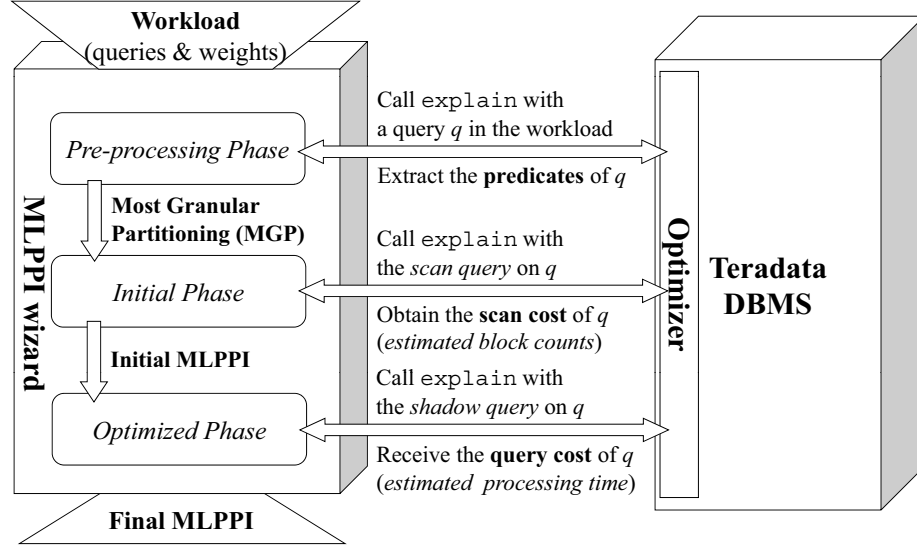 Workload
(queries & weights)
MLPPI wizard
Pre-processing Phase
Most Granular
Partitioning (MGP)
Initial Phase
Initial MLPPI
Optimized Phase
Final MLPPI
Call explain with
a query q in the workload
Extract the predicates of q
Call explain with
the scan query on q
Obtain the scan cost of q
(estimated block counts)
Call explain with
the shadow query on q
Receive the query cost of q
(estimated processing time)
Optimizer
Teradata
DBMS